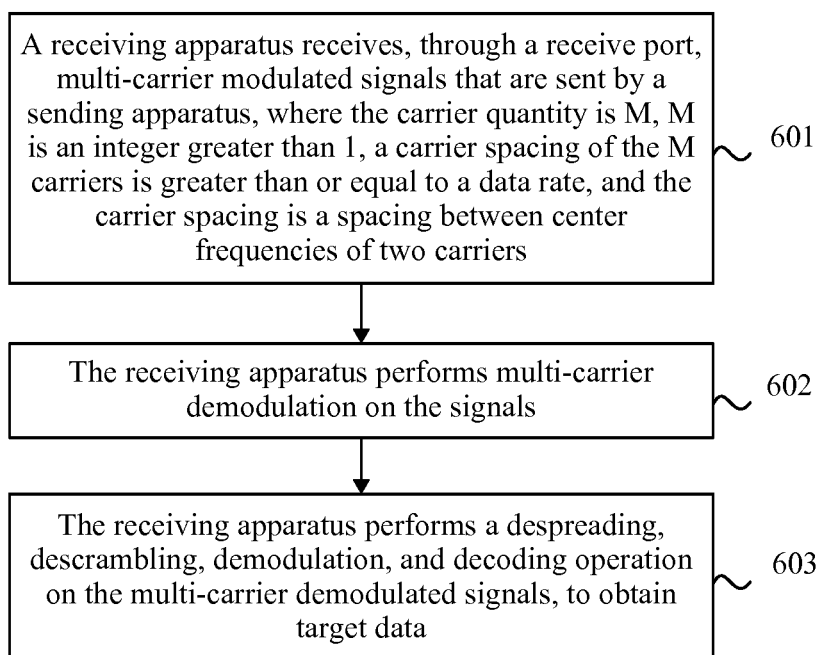 A receiving apparatus receives, through a receive port,
multi-carrier modulated signals that are sent by a
sending apparatus, where the carrier quantity is M, M
is an integer greater than 1, a carrier spacing of the M
carriers is greater than or equal to a data rate, and the
carrier spacing is a spacing between center
frequencies of two carriers
601
The receiving apparatus performs multi-carrier
demodulation on the signals
602
The receiving apparatus performs a despreading,
descrambling, demodulation, and decoding operation
on the multi-carrier demodulated signals, to obtain
target data
603